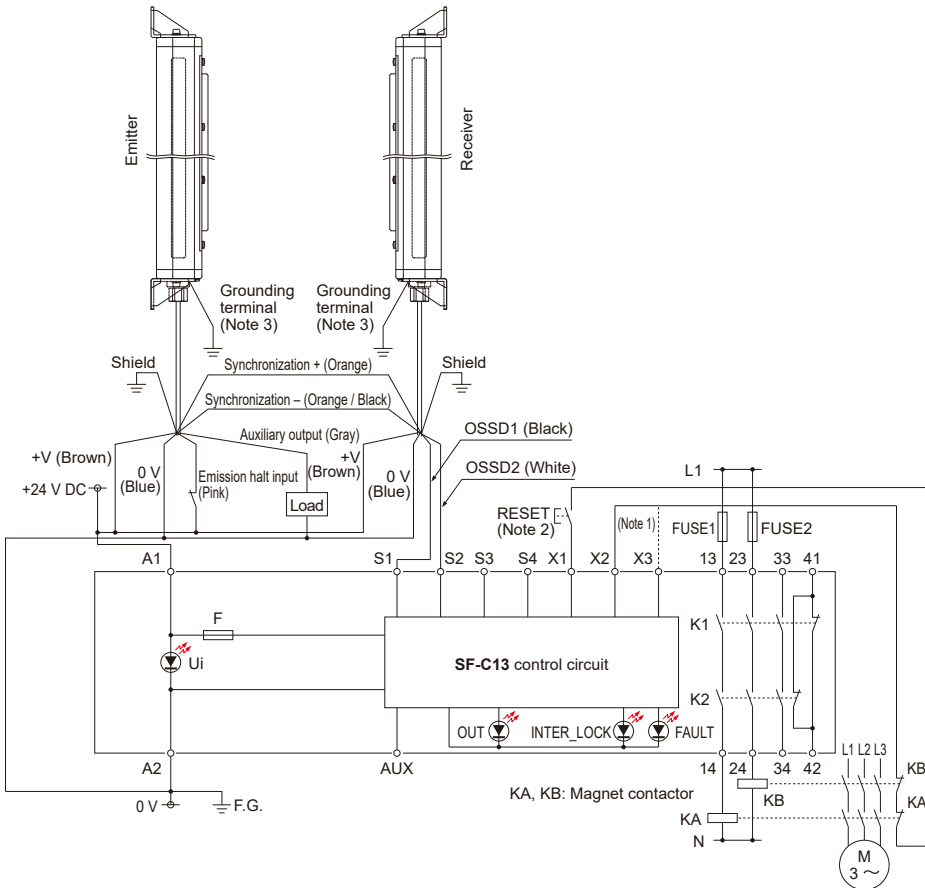 Emitter
Receiver
Grounding
terminal
(Note 3)
Grounding
terminal
(Note 3)
Shield
Synchronization + (Orange)
Shield
Synchronization – (Orange / Black)
Auxiliary output (Gray)
OSSD1 (Black)
+V (Brown)
0 V
(Blue)
Emission halt input
(Pink)
+V
(Brown)
0 V
(Blue)
OSSD2 (White)
+24 V DC
Load
RESET
(Note 2)
(Note 1)
L1
FUSE1
FUSE2
A1
S1
S2
S3
S4
X1
X2
X3
13
23
33
41
F
Ui
SF-C13 control circuit
K1
K2
OUT
INTER_LOCK
FAULT
A2
AUX
14
24
34
42
L1
L2
L3
KA, KB: Magnet contactor
KB
KB
0 V
F.G.
KA
KA
N
M
3 ~